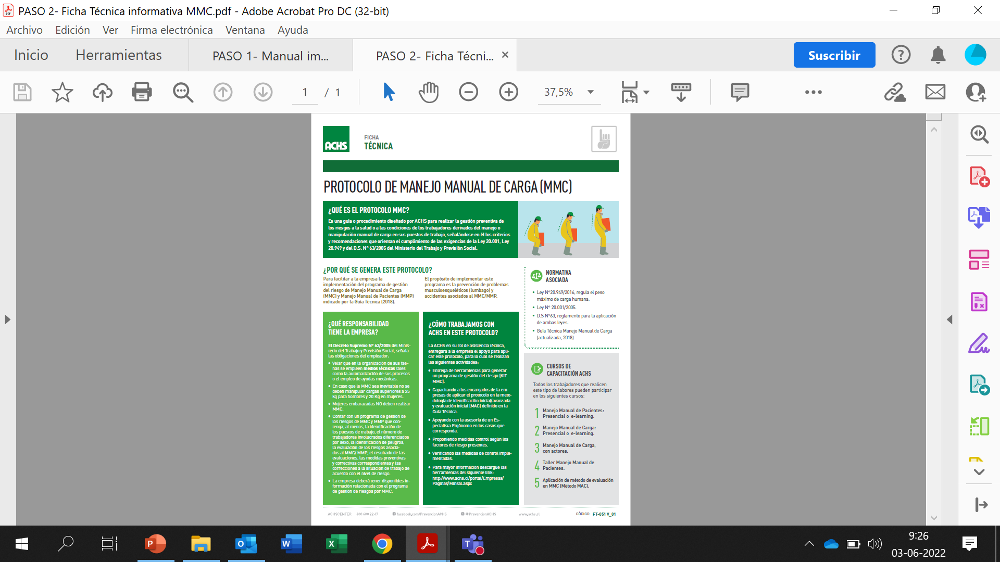 PASO 2- Ficha Técnica informativa MMC.pdf - Adobe Acrobat Pro DC (32-bit)
Archivo Edición Ver Firma electrónica Ventana Ayuda
Inicio Herramientas PASO 1- Manual im... PASO 2- Ficha Técni... Suscribir
1 / 1 37,5%
ACHS
FICHA
TÉCNICA
PROTOCOLO DE MANEJO MANUAL DE CARGA (MMC)
¿QUÉ ES EL PROTOCOLO MMC?
Es una guía o procedimiento diseñado por ACHS para realizar la gestión preventiva de
los riesgos a la salud o a las condiciones de los trabajadores derivados del manejo o
manipulación manual de carga en sus puestos de trabajo, señalándose en él los criterios
y recomendaciones que orientan el cumplimiento de las exigencias de la Ley 20.001, Ley
20.949 y del D.S. Nº 63/2005 del Ministerio del Trabajo y Previsión Social.
¿POR QUÉ SE GENERA ESTE PROTOCOLO?
Para facilitar a la empresa la
implementación del programa de gestión
del riesgo de Manejo Manual de Carga
(MMC) y Manejo Manual de Pacientes (MMP)
indicado por la Guía Técnica (2018).
El propósito de implementar este
programa es la prevención de problemas
musculoesqueléticos (lumbago) y
accidentes asociados al MMC/MMP.
NORMATIVA
ASOCIADA
• Ley Nº20.949/2016, regula el peso
máximo de carga humana.
• Ley Nº 20.001/2005.
• D.S Nº63, reglamento para la aplicación
de ambas leyes.
• Guía Técnica Manejo Manual de Carga
(actualizada, 2018)
¿QUÉ RESPONSABILIDAD
TIENE LA EMPRESA?
El Decreto Supremo Nº 63/2005 del Minis-
terio del Trabajo y Previsión Social, señala
las obligaciones del empleador:
• Velar que en la organización de sus fae-
nas se empleen medios técnicos tales
como la automatización de sus procesos
o el empleo de ayudas mecánicas.
• En caso que le MMC sea inevitable no se
deben manipular cargas superiores a 25
kg para hombres y 20 Kg en mujeres.
• Mujeres embarazadas NO deben realizar
MMC.
• Contar con un programa de gestión de
los riesgos de MMC y MMP que con-
tenga, al menos, la identificación de
los puestos de trabajo, el número de
trabajadores involucrados diferenciados
por sexo, la identificación de peligros,
la evaluación de los riesgos asocia-
dos al MMC/ MMP, el resultado de las
evaluaciones, las medidas preventivas
y correctivas correspondientes y las
correcciones a la situación de trabajo de
acuerdo con el nivel de riesgo.
• La empresa deberá tener disponibles in-
formación relacionada con el programa
de gestión de riesgos por MMC.
¿CÓMO TRABAJAMOS CON
ACHS EN ESTE PROTOCOLO?
La ACHS en su rol de asistencia técnica,
entregará a la empresa el apoyo para apli-
car este protocolo, para lo cual se realizan
las siguientes actividades:
• Entrega de herramientas para generar
un programa de gestión del riesgo (KIT
MMC).
• Capacitando a los encargados de la em-
presas de aplicar el protocolo en la meto-
dología de identificación inicial/avanzada
y evaluación inicial (MAC) definido en la
Guía Técnica.
• Apoyando con la asesoría de un Es-
pecialista Ergónomo en los casos que
corresponda.
• Proponiendo medidas control según los
factores de riesgo presentes.
• Verificando las medidas de control imple-
mentadas.
• Para mayor información descargue las
herramientas del siguiente link:
http://www.achs.cl/portal/Empresas/
Paginas/Minsal.aspx
CURSOS DE
CAPACITACIÓN ACHS
Todos los trabajadores que realicen
este tipo de labores pueden participar
en los siguientes cursos:
1 Manejo Manual de Pacientes:
Presencial o e-learning.
2 Manejo Manual de Carga:
Presencial o e-learning.
3 Manejo Manual de Carga,
con actores.
4 Taller Manejo Manual de
Pacientes.
5 Aplicación de método de evaluación
en MMC (Método MAC).
ACHSCENTER 600 600 22 47 facebook.com/PrevencionACHS @PrevencionACHS www.achs.cl CÓDIGO: FT-051 V_01
9:26
03-06-2022